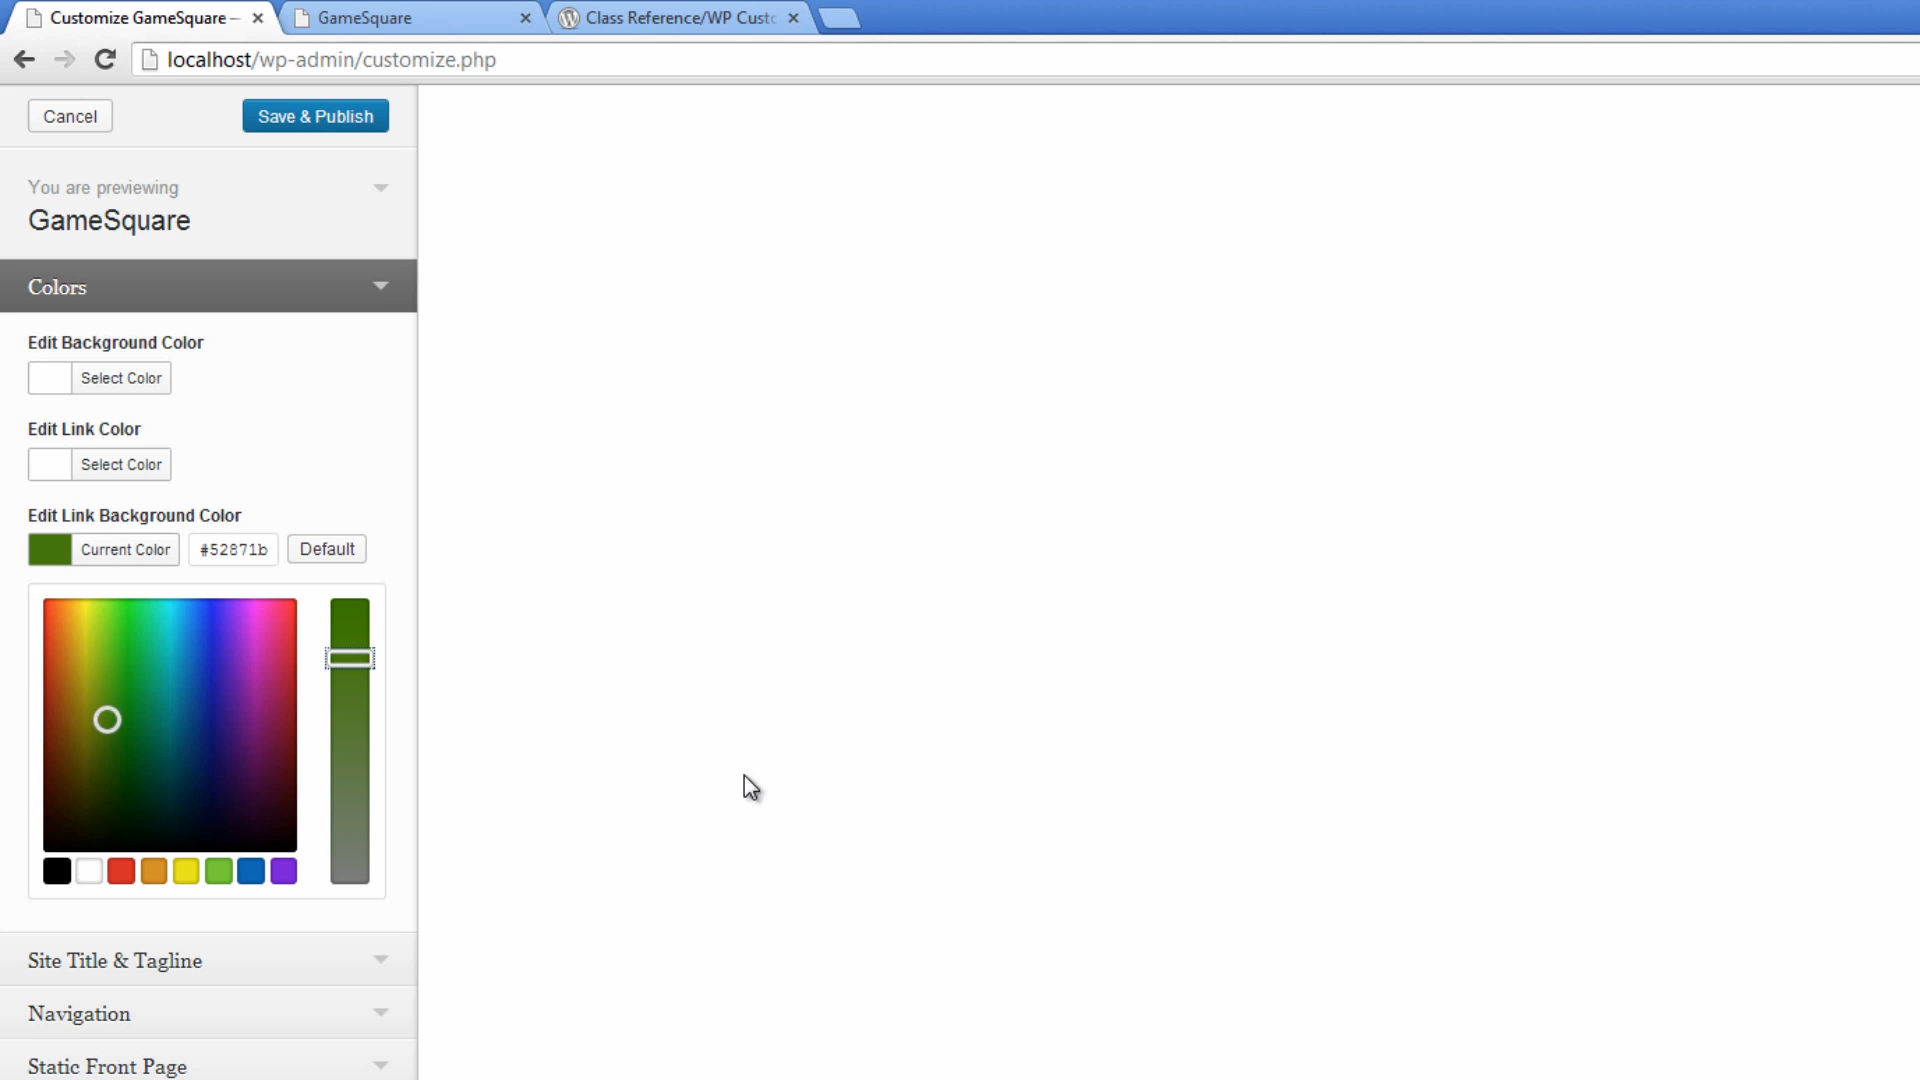 Customize GameSquare –
GameSquare
Class Reference/WP Custo
localhost/wp-admin/customize.php
Cancel
Save & Publish
You are previewing
GameSquare
Colors
Edit Background Color
Select Color
Edit Link Color
Select Color
Edit Link Background Color
Current Color
#52871b
Default
Site Title & Tagline
Navigation
Static Front Page